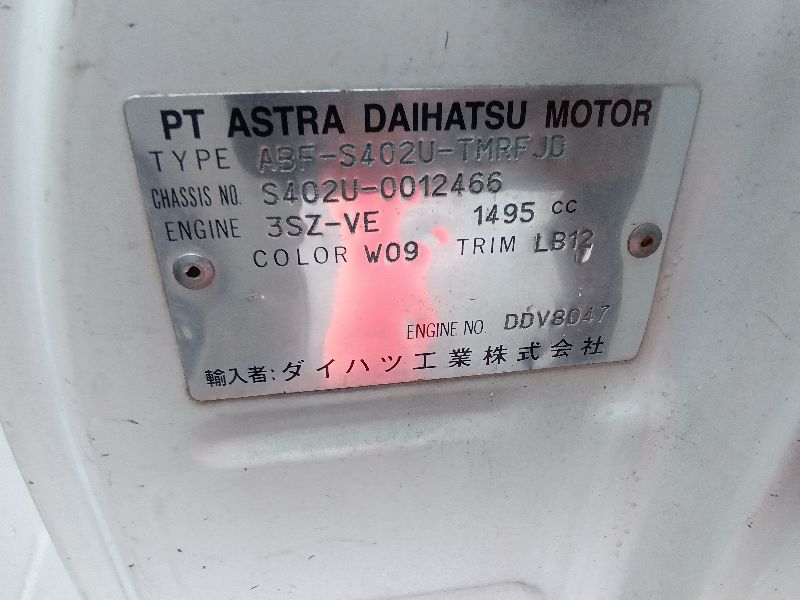 PT ASTRA DAIHATSU MOTOR
TYPE ABF-S402U-TMRFJD
CHASSIS NO. S402U-0012466
ENGINE 3SZ-VE 1495 CC
COLOR W09 TRIM LB12
ENGINE NO. DDV8047
輸入者:ダイハツ工業株式会社